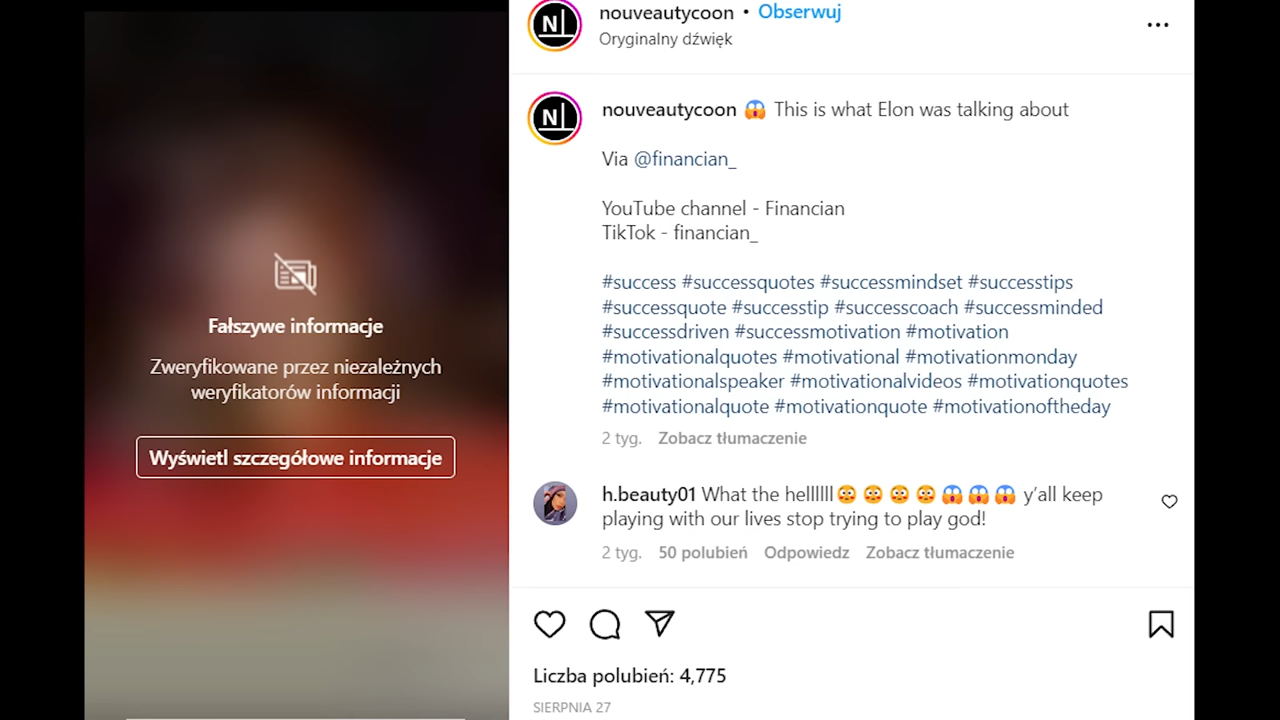 Fałszywe informacje
Zweryfikowane przez niezależnych
weryfikatorów informacji
Wyświetl szczegółowe informacje
nouveautycoon • Obserwuj
Oryginalny dźwięk
nouveautycoon 😱 This is what Elon was talking about
Via @financian_
YouTube channel - Financian
TikTok - financian_
#success #successquotes #successmindset #successtips
#successquote #successtip #successcoach #successminded
#successdriven #successmotivation #motivation
#motivationalquotes #motivational #motivationmonday
#motivationalspeaker #motivationalvideos #motivationquotes
#motivationalquote #motivationquote #motivationoftheday
2 tyg. Zobacz tłumaczenie
h.beauty01 What the hellllll😳 😳 😳 😳 😱 😱 😱 y'all keep
playing with our lives stop trying to play god!
2 tyg. 50 polubień Odpowiedz Zobacz tłumaczenie
Liczba polubień: 4,775
SIERPNIA 27